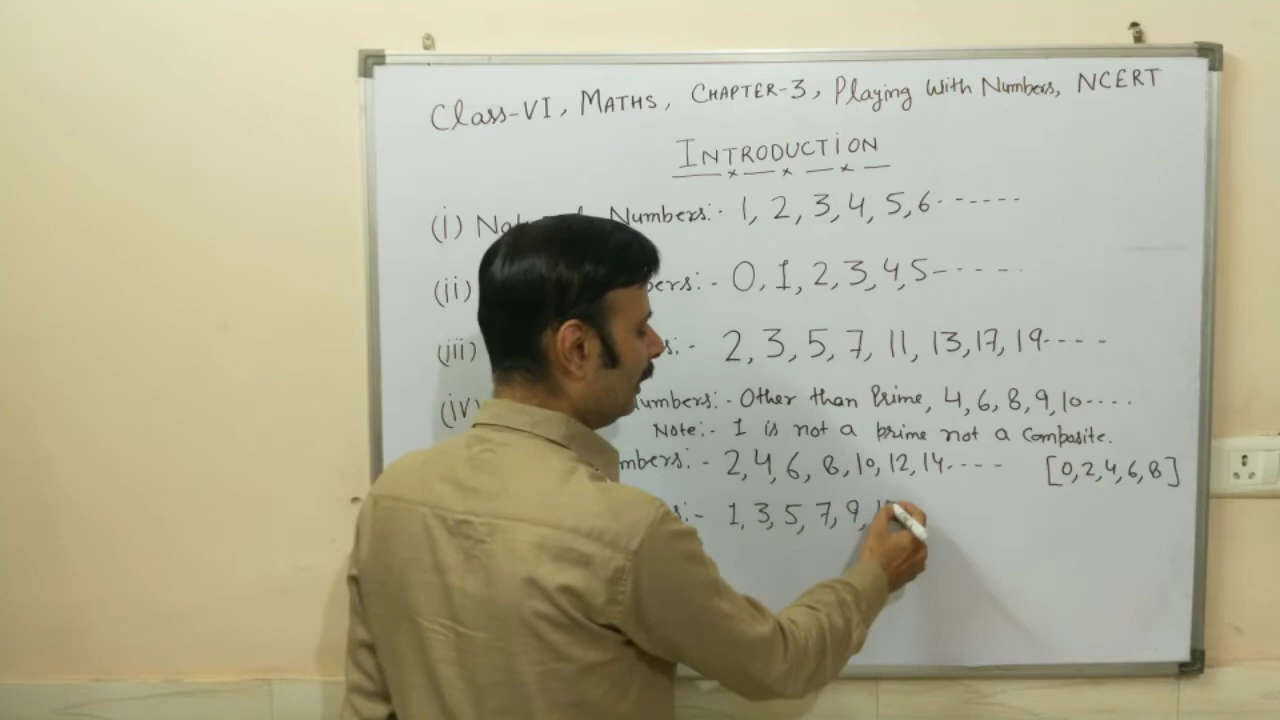 Class-VI, MATHS, CHAPTER-3, Playing With Numbers, NCERT
INTRODUCTION
(i) Numbers:- 1, 2, 3, 4, 5, 6------
(ii) :- 0, 1, 2, 3, 4, 5------
(iii) :- 2, 3, 5, 7, 11, 13, 17, 19----
(iv) Numbers:- Other than Prime, 4, 6, 8, 9, 10----
Note:- 1 is not a prime not a Composite.
:- 2, 4, 6, 8, 10, 12, 14---- [0, 2, 4, 6, 8]
:- 1, 3, 5, 7, 9,